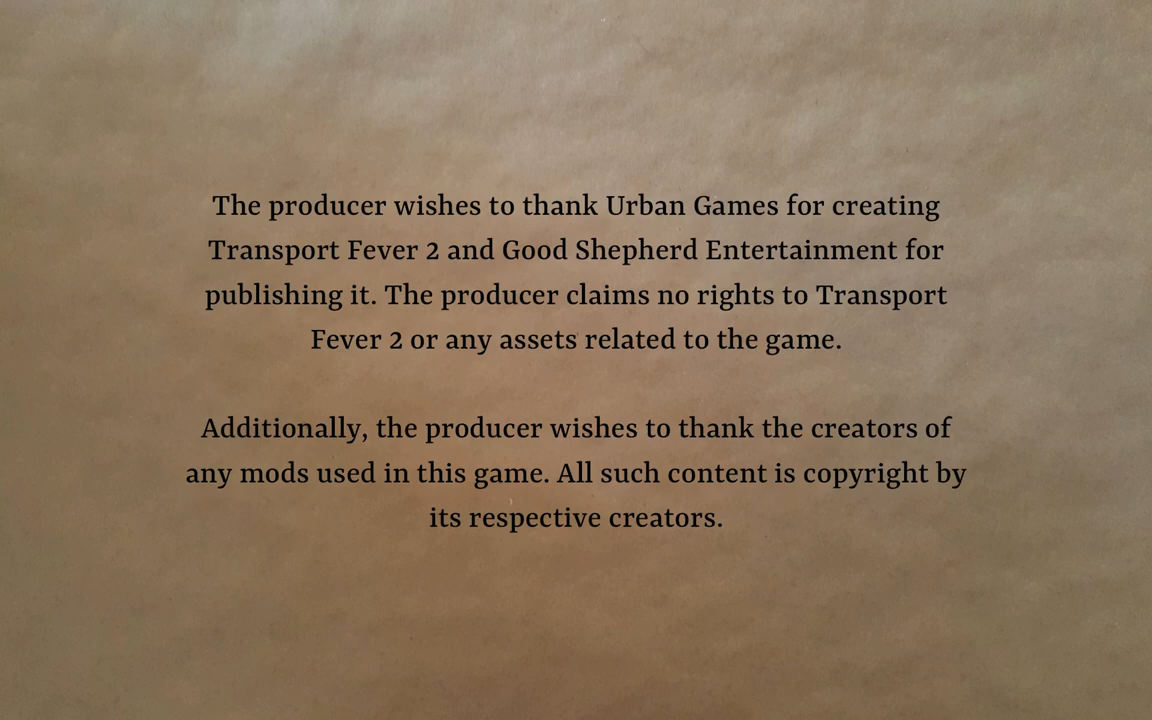 The producer wishes to thank Urban Games for creating
Transport Fever 2 and Good Shepherd Entertainment for
publishing it. The producer claims no rights to Transport
Fever 2 or any assets related to the game.
Additionally, the producer wishes to thank the creators of
any mods used in this game. All such content is copyright by
its respective creators.